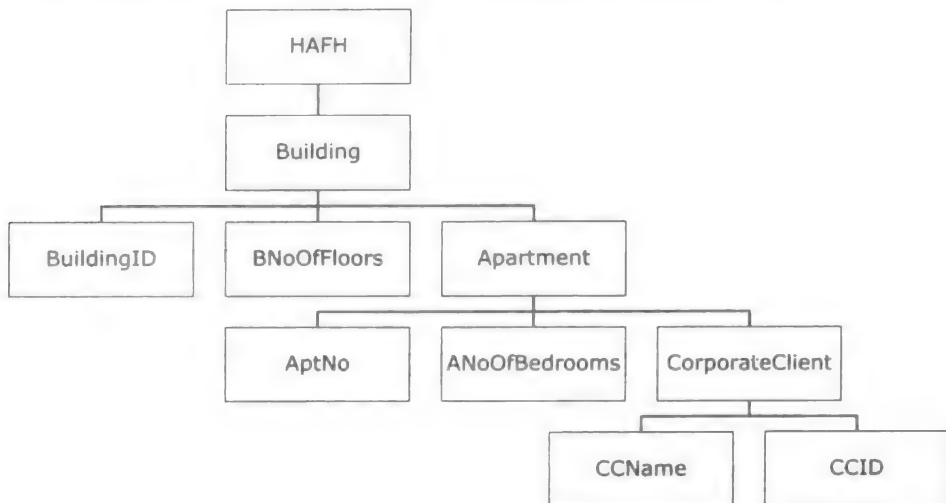 HAFH
Building
BuildingID
BNoOfFloors
Apartment
AptNo
ANoOfBedrooms
CorporateClient
CCName
CCID